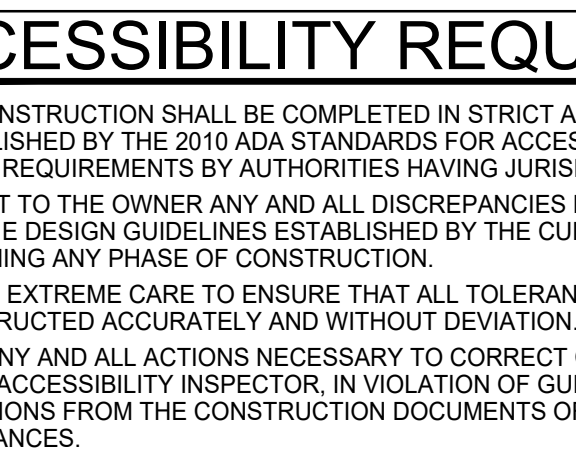 CESSIBILITY REQU
NSTRUCTION SHALL BE COMPLETED IN STRICT A
LISHED BY THE 2010 ADA STANDARDS FOR ACCES
REQUIREMENTS BY AUTHORITIES HAVING JURIS
T TO THE OWNER ANY AND ALL DISCREPANCIES
E DESIGN GUIDELINES ESTABLISHED BY THE CU
ING ANY PHASE OF CONSTRUCTION.
EXTREME CARE TO ENSURE THAT ALL TOLERAN
RUCTED ACCURATELY AND WITHOUT DEVIATION.
NY AND ALL ACTIONS NECESSARY TO CORRECT
ACCESSIBILITY INSPECTOR, IN VIOLATION OF GU
IONS FROM THE CONSTRUCTION DOCUMENTS O
ANCES.